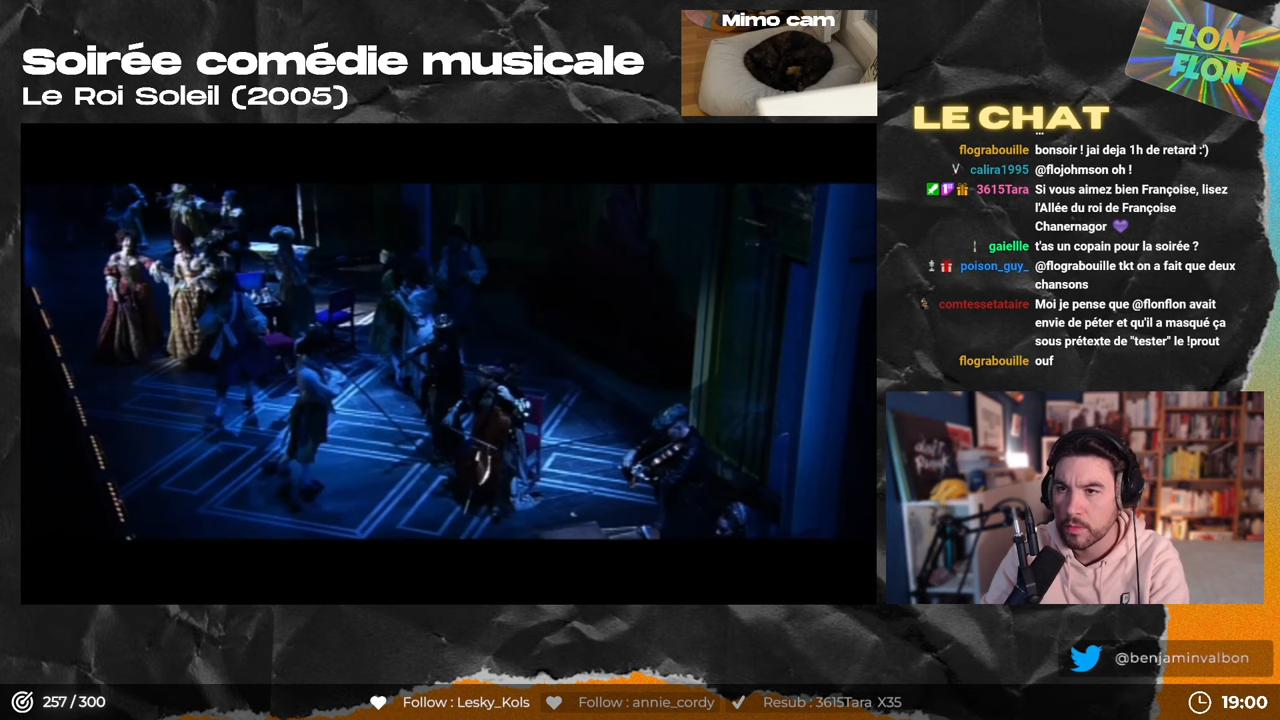 Soirée comédie musicale
Le Roi Soleil (2005)
Mimo cam
FLON
FLON
LE CHAT
...
flograbouille bonsoir ! jai deja 1h de retard :')
calira1995 @flojohmson oh !
3615Tara Si vous aimez bien Françoise, lisez
l'Allée du roi de Françoise
Chanernagor
gaiellle t'as un copain pour la soirée ?
poison_guy_ @flograbouille tkt on a fait que deux
chansons
comtessetataire Moi je pense que @flonflon avait
envie de péter et qu'il a masqué ça
sous prétexte de "tester" le !prout
flograbouille ouf
daft
@benjaminvalbon
257 / 300
Follow : Lesky_Kols
Follow : annie_cordy
Resub : 3615Tara X35
19:00